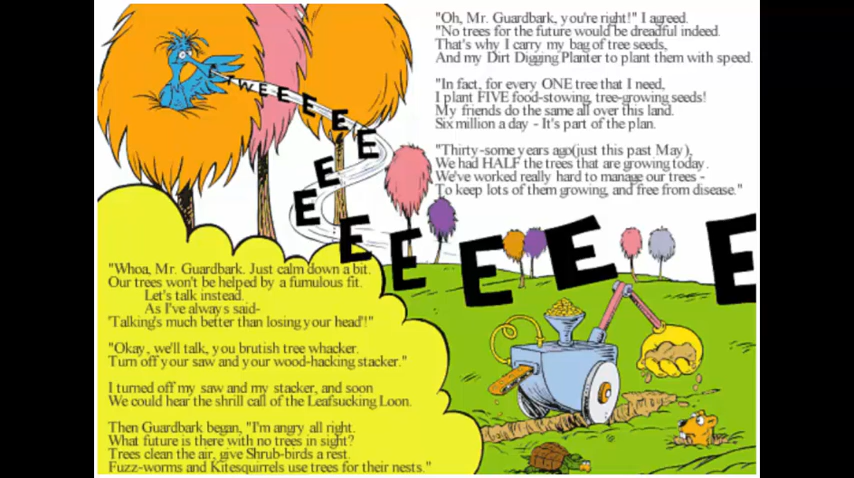 TWEEEEEEEEEEEE
"Whoa, Mr. Guardbark. Just calm down a bit.
Our trees won't be helped by a fumulous fit.
Let's talk instead.
As I've always said-
'Talking's much better than losing your head'!"
"Okay, we'll talk, you brutish tree whacker.
Turn off your saw and your wood-hacking stacker."
I turned off my saw and my stacker, and soon
We could hear the shrill call of the Leafsucking Loon.
Then Guardbark began, "I'm angry all right.
What future is there with no trees in sight?
Trees clean the air, give Shrub-birds a rest.
Fuzz-worms and Kitesquirrels use trees for their nests."
"Oh, Mr. Guardbark, you're right!" I agreed.
"No trees for the future would be dreadful indeed.
That's why I carry my bag of tree seeds,
And my Dirt Digging Planter to plant them with speed.
"In fact, for every ONE tree that I need,
I plant FIVE food-stowing, tree-growing seeds!
My friends do the same all over this land.
Six million a day - It's part of the plan.
"Thirty-some years ago(just this past May),
We had HALF the trees that are growing today.
We've worked really hard to manage our trees -
To keep lots of them growing, and free from disease."